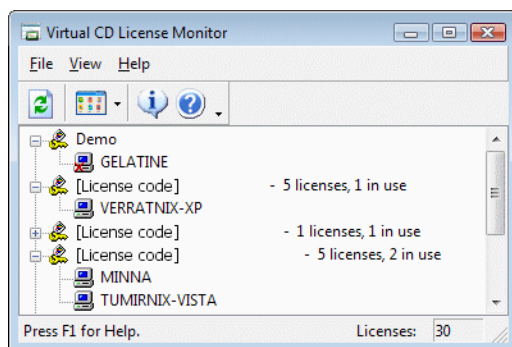 Virtual CD License Monitor
File View Help
Demo
GELATINE
[License code] - 5 licenses, 1 in use
VERRATNIX-XP
[License code] - 1 licenses, 1 in use
[License code] - 5 licenses, 2 in use
MINNA
TUMIRNIX-VISTA
Press F1 for Help. Licenses: 30